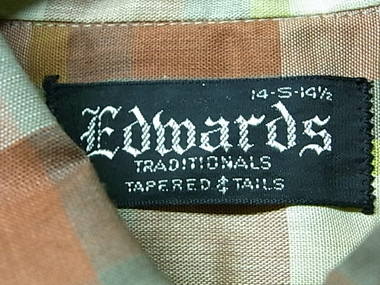 14-S-14½
Edwards
TRADITIONALS
TAPERED & TAILS